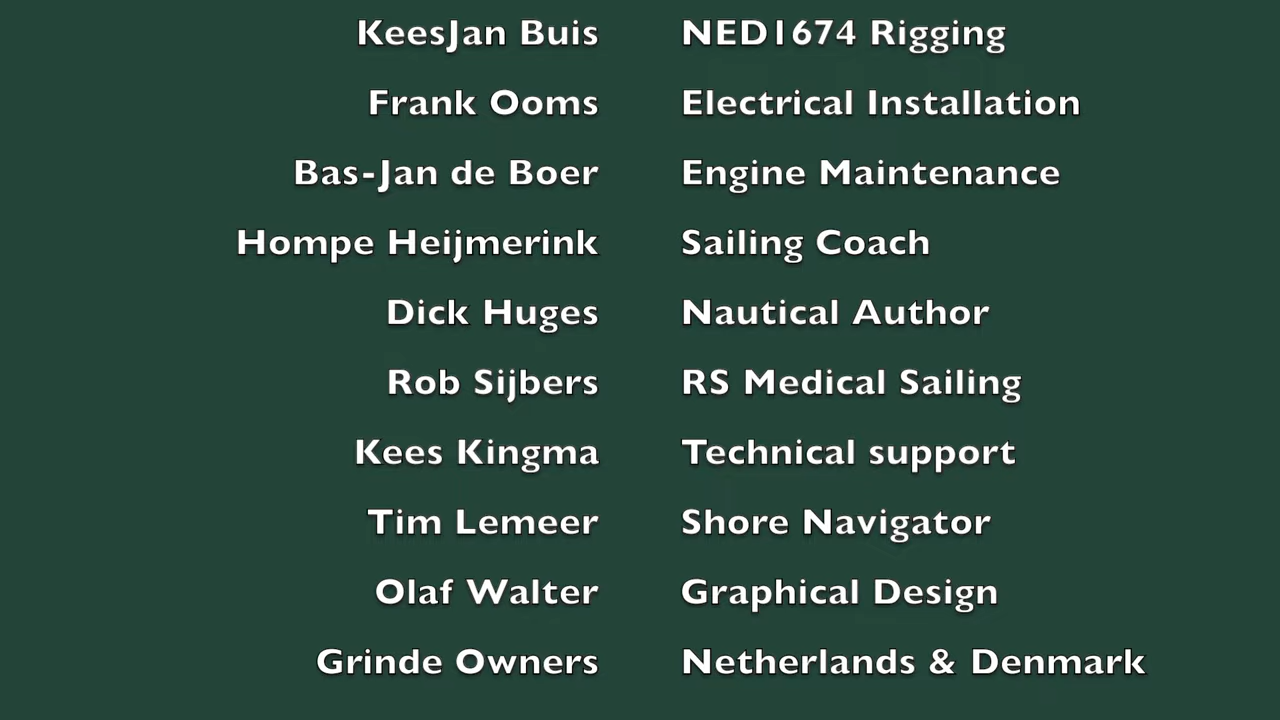 KeesJan Buis NED1674 Rigging
Frank Ooms Electrical Installation
Bas-Jan de Boer Engine Maintenance
Hompe Heijmerink Sailing Coach
Dick Huges Nautical Author
Rob Sijbers RS Medical Sailing
Kees Kingma Technical support
Tim Lemeer Shore Navigator
Olaf Walter Graphical Design
Grinde Owners Netherlands & Denmark